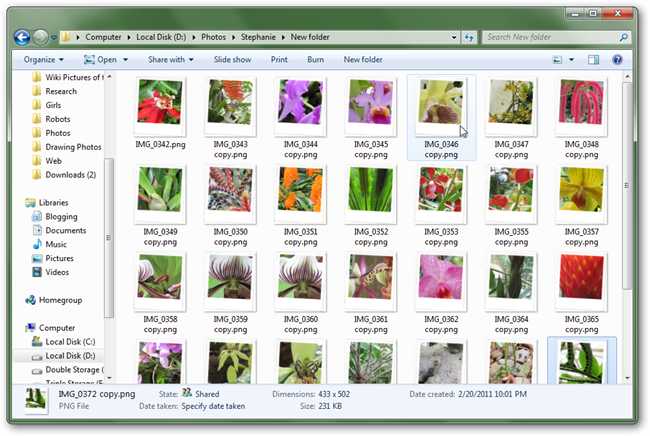 Computer ▸ Local Disk (D:) ▸ Photos ▸ Stephanie ▸ New folder
Search New folder
Organize Open Share with Slide show Print Burn New folder
Wiki Pictures of t
Research
Girls
Robots
Photos
Drawing Photos
Web
Downloads (2)
Libraries
Blogging
Documents
Music
Pictures
Videos
Homegroup
Computer
Local Disk (C:)
Local Disk (D:)
Double Storage (
Triple Storage (
IMG_0342.png
IMG_0343 copy.png
IMG_0344 copy.png
IMG_0345 copy.png
IMG_0346 copy.png
IMG_0347 copy.png
IMG_0348 copy.png
IMG_0349 copy.png
IMG_0350 copy.png
IMG_0351 copy.png
IMG_0352 copy.png
IMG_0353 copy.png
IMG_0355 copy.png
IMG_0357 copy.png
IMG_0358 copy.png
IMG_0359 copy.png
IMG_0360 copy.png
IMG_0361 copy.png
IMG_0362 copy.png
IMG_0364 copy.png
IMG_0365 copy.png
IMG_0372 copy.png State: Shared Dimensions: 433 x 502 Date created: 2/20/2011 10:01 PM
PNG File Date taken: Specify date taken Size: 231 KB